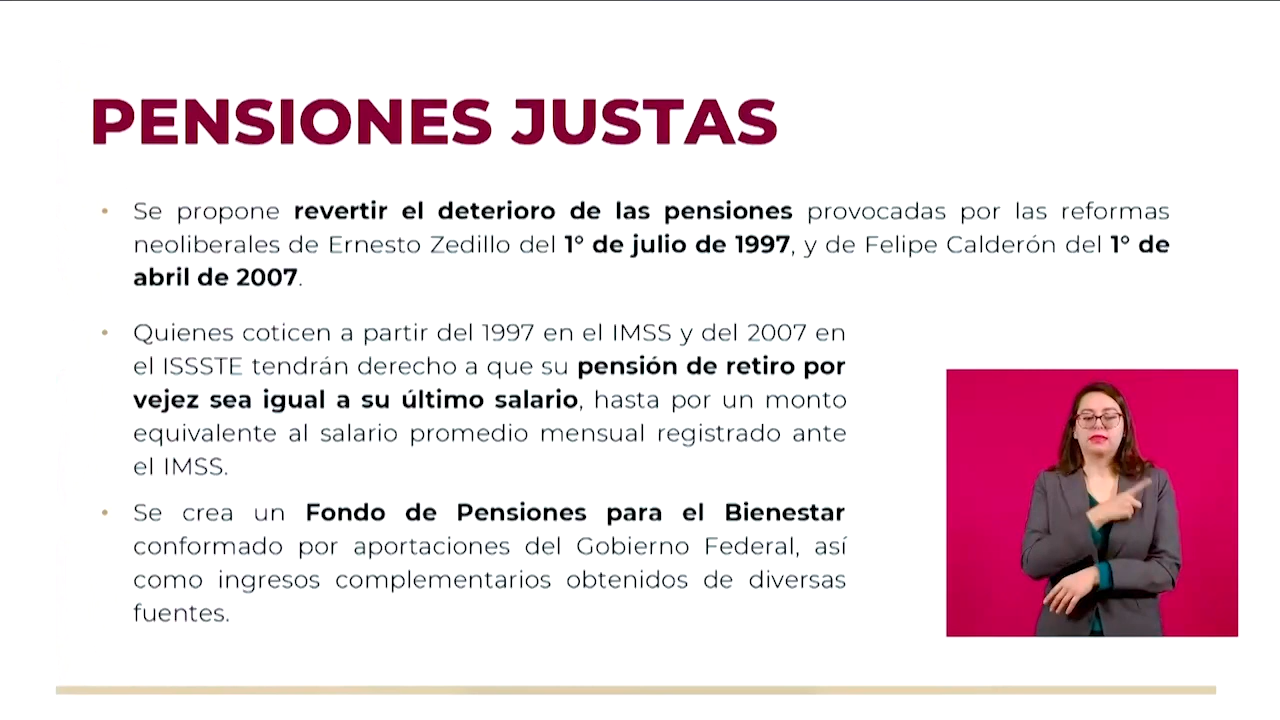 PENSIONES JUSTAS
• Se propone revertir el deterioro de las pensiones provocadas por las reformas
neoliberales de Ernesto Zedillo del 1° de julio de 1997, y de Felipe Calderón del 1° de
abril de 2007.
• Quienes coticen a partir del 1997 en el IMSS y del 2007 en
el ISSSTE tendrán derecho a que su pensión de retiro por
vejez sea igual a su último salario, hasta por un monto
equivalente al salario promedio mensual registrado ante
el IMSS.
• Se crea un Fondo de Pensiones para el Bienestar
conformado por aportaciones del Gobierno Federal, así
como ingresos complementarios obtenidos de diversas
fuentes.